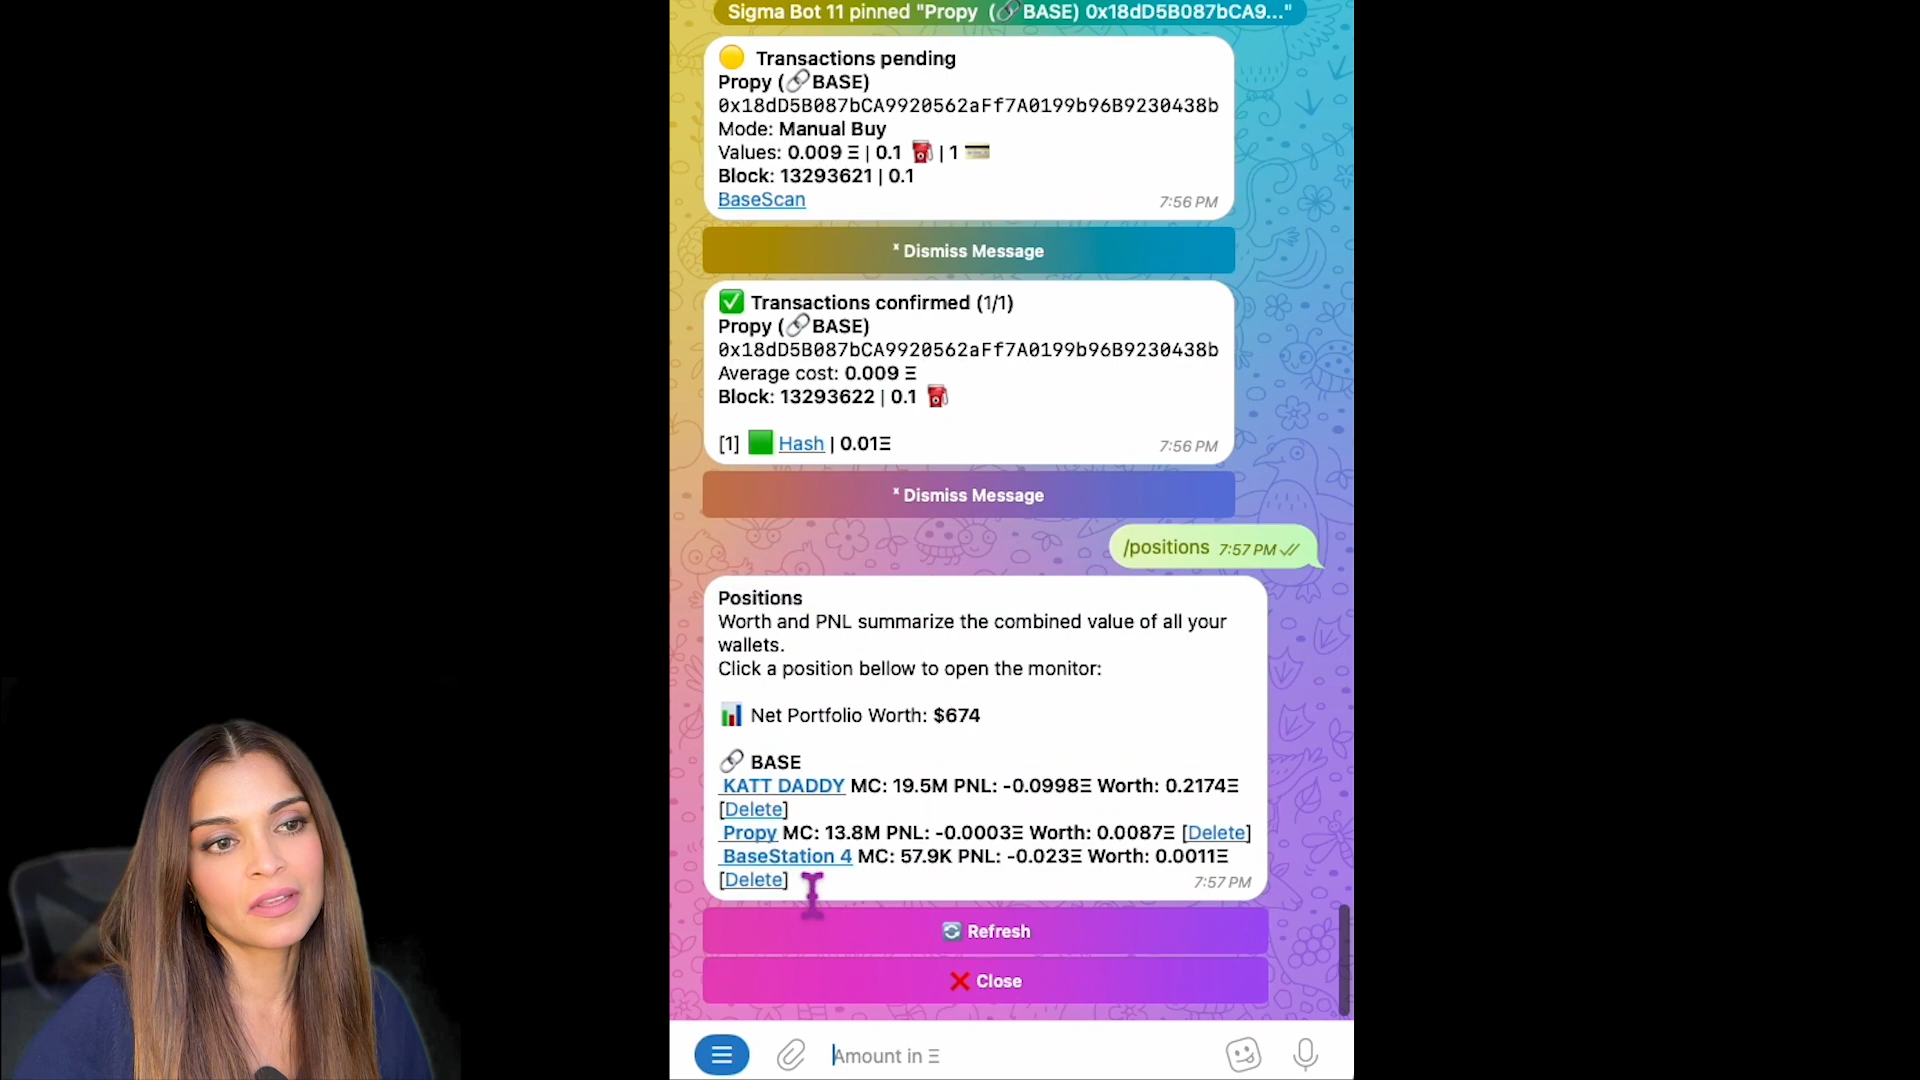 Sigma Bot 11 pinned "Propy (🔗BASE) 0x18dD5B087bCA9..."
🟡 Transactions pending
Propy (🔗BASE)
0x18dD5B087bCA9920562aFf7A0199b96B9230438b
Mode: Manual Buy
Values: 0.009 Ξ | 0.1 ⛽ | 1 💳
Block: 13293621 | 0.1
BaseScan
7:56 PM
ˣ Dismiss Message
✅ Transactions confirmed (1/1)
Propy (🔗BASE)
0x18dD5B087bCA9920562aFf7A0199b96B9230438b
Average cost: 0.009 Ξ
Block: 13293622 | 0.1 ⛽
[1] 🟩 Hash | 0.01Ξ
7:56 PM
ˣ Dismiss Message
/positions 7:57 PM
Positions
Worth and PNL summarize the combined value of all your
wallets.
Click a position bellow to open the monitor:
📊 Net Portfolio Worth: $674
🔗 BASE
KATT DADDY MC: 19.5M PNL: -0.0998Ξ Worth: 0.2174Ξ
[Delete]
Propy MC: 13.8M PNL: -0.0003Ξ Worth: 0.0087Ξ [Delete]
BaseStation 4 MC: 57.9K PNL: -0.023Ξ Worth: 0.0011Ξ
[Delete]
7:57 PM
🔄 Refresh
❌ Close
Amount in Ξ